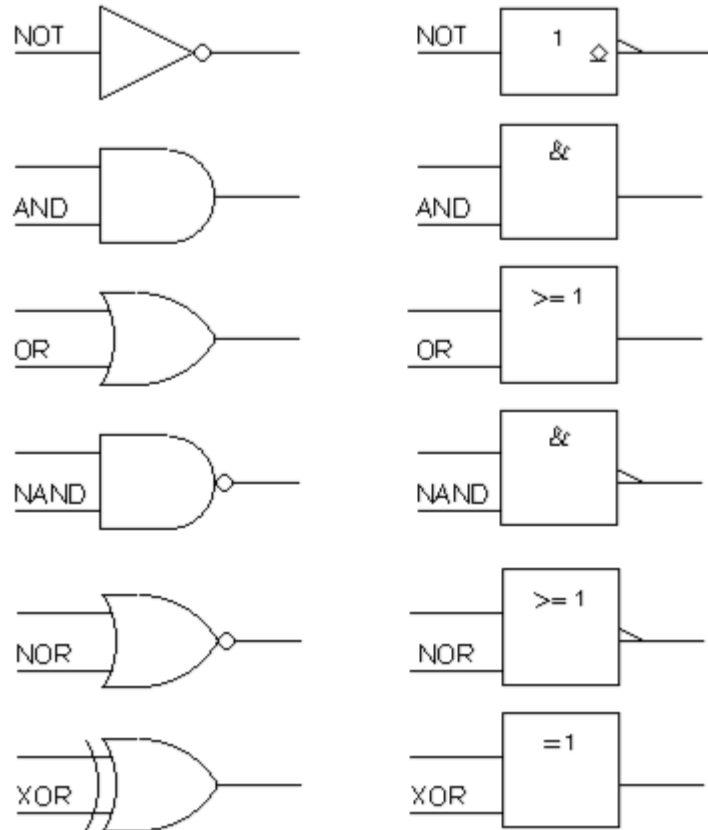 NOT
NOT
1
AND
AND
&
OR
OR
>= 1
NAND
NAND
&
NOR
NOR
>= 1
XOR
XOR
=1